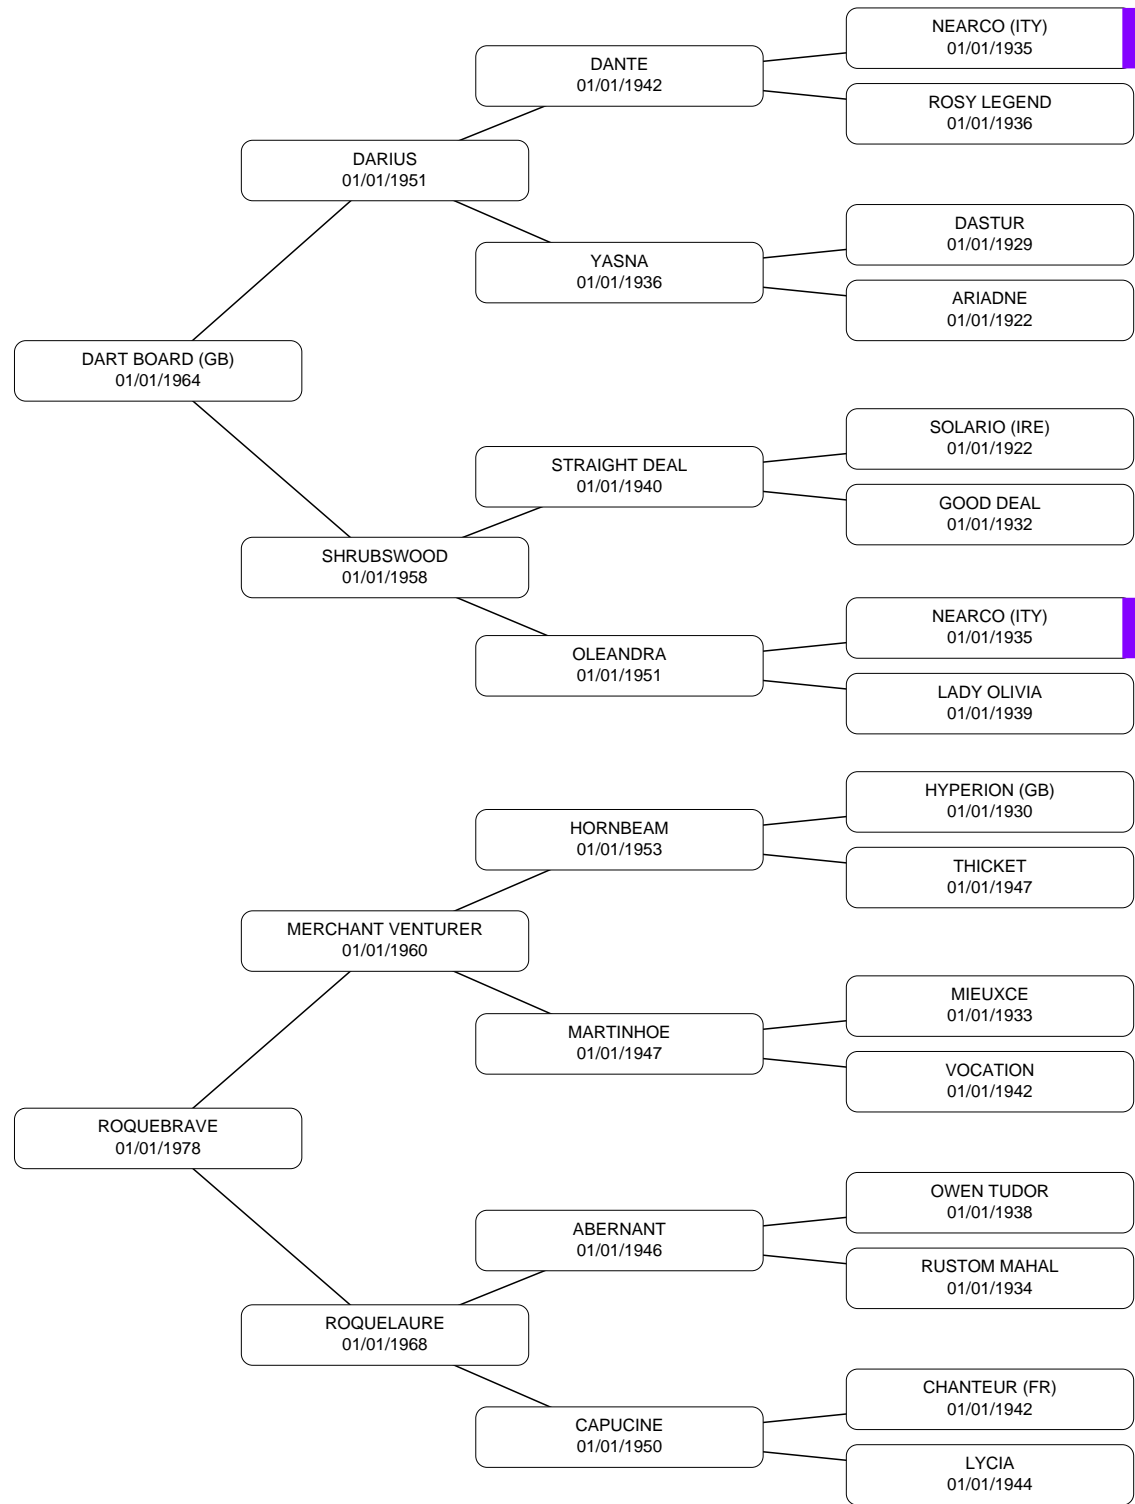 NEARCO (ITY)
01/01/1935
DANTE
01/01/1942
ROSY LEGEND
01/01/1936
DARIUS
01/01/1951
DASTUR
01/01/1929
YASNA
01/01/1936
ARIADNE
01/01/1922
DART BOARD (GB)
01/01/1964
SOLARIO (IRE)
01/01/1922
STRAIGHT DEAL
01/01/1940
GOOD DEAL
01/01/1932
SHRUBSWOOD
01/01/1958
NEARCO (ITY)
01/01/1935
OLEANDRA
01/01/1951
LADY OLIVIA
01/01/1939
HYPERION (GB)
01/01/1930
HORNBEAM
01/01/1953
THICKET
01/01/1947
MERCHANT VENTURER
01/01/1960
MIEUXCE
01/01/1933
MARTINHOE
01/01/1947
VOCATION
01/01/1942
ROQUEBRAVE
01/01/1978
OWEN TUDOR
01/01/1938
ABERNANT
01/01/1946
RUSTOM MAHAL
01/01/1934
ROQUELAURE
01/01/1968
CHANTEUR (FR)
01/01/1942
CAPUCINE
01/01/1950
LYCIA
01/01/1944